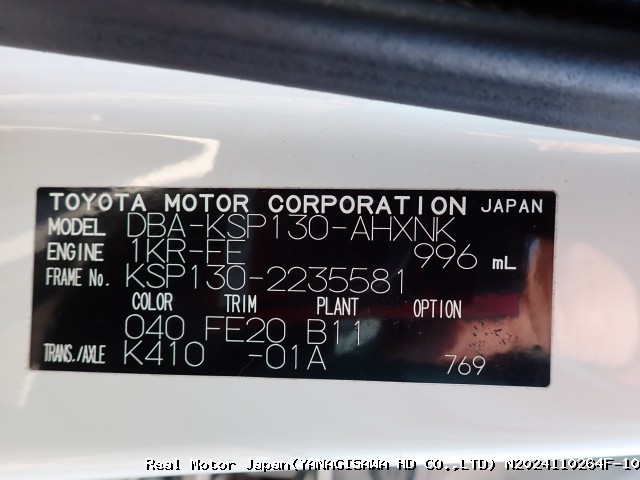 TOYOTA MOTOR CORPORATION JAPAN
MODEL DBA-KSP130-AHXNK
ENGINE 1KR-FE 996 mL
FRAME No. KSP130-2235581
COLOR TRIM PLANT OPTION
040 FE20 B11
TRANS./AXLE K410 -01A 769
Real Motor Japan(YANAGISAWA HD CO.,LTD) N2024110264F-10